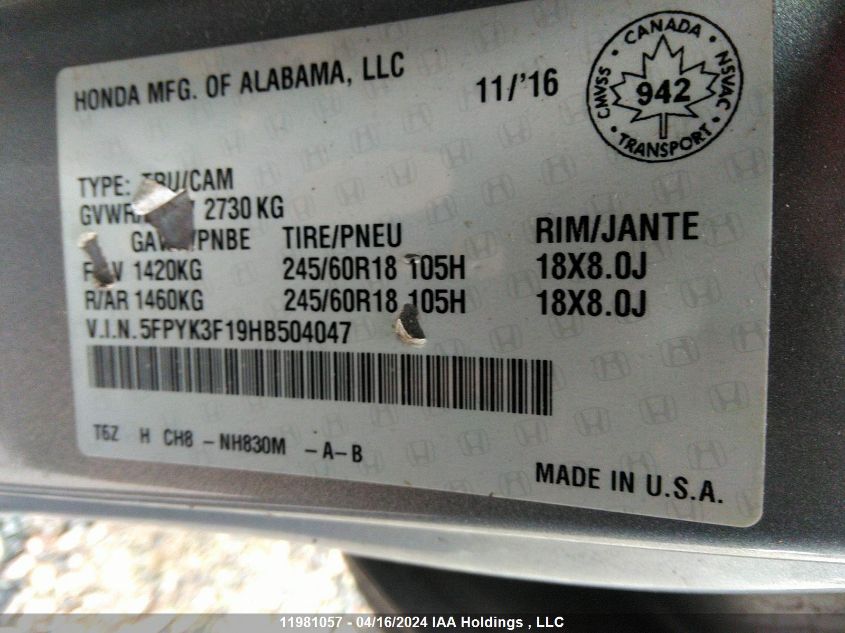 HONDA MFG. OF ALABAMA, LLC 11/'16
CANADA
CMVSS 942 NSVAC
TRANSPORT
TYPE: TRU/CAM
2730 KG
/PNBE TIRE/PNEU RIM/JANTE
1420KG 245/60R18 105H 18X8.0J
R/AR 1460KG 245/60R18 105H 18X8.0J
V.I.N. 5FPYK3F19HB504047
T6Z H CH8 - NH830M - A - B
MADE IN U.S.A.
11981057 - 04/16/2024 IAA Holdings , LLC